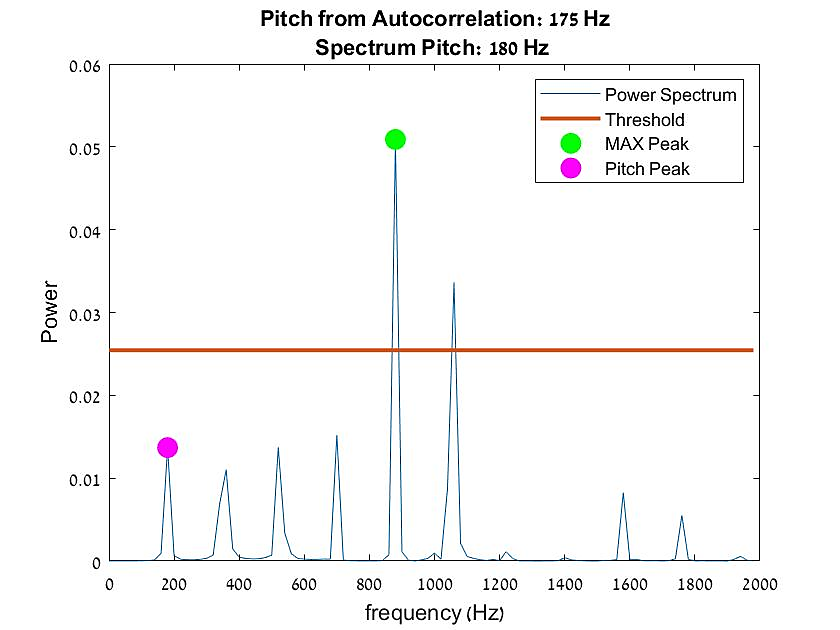 Pitch from Autocorrelation: 175 Hz
Spectrum Pitch: 180 Hz
Power Spectrum
Threshold
MAX Peak
Pitch Peak
0.06
0.05
0.04
0.03
0.02
0.01
0
Power
0 200 400 600 800 1000 1200 1400 1600 1800 2000
frequency (Hz)